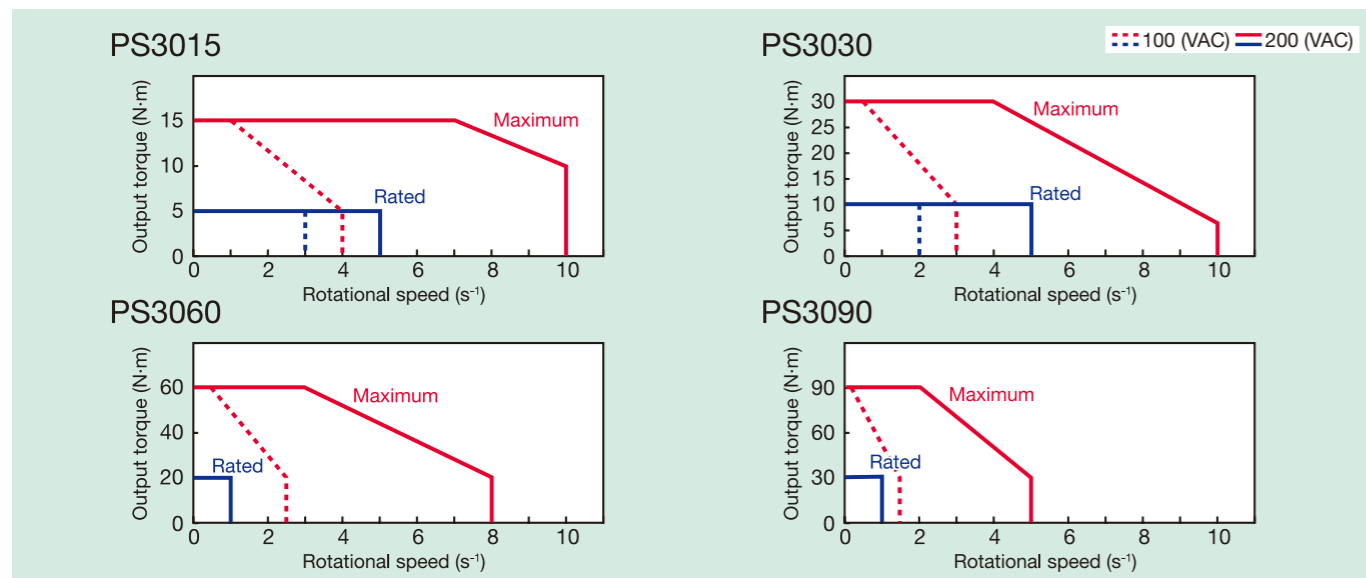 PS3015
PS3030
100 (VAC) 200 (VAC)
Output torque (N·m)
15
10
5
0
Maximum
Rated
0 2 4 6 8 10
Rotational speed (s⁻¹)
Output torque (N·m)
30
25
20
15
10
5
0
Maximum
Rated
0 2 4 6 8 10
Rotational speed (s⁻¹)
PS3060
PS3090
Output torque (N·m)
60
40
20
0
Maximum
Rated
0 2 4 6 8 10
Rotational speed (s⁻¹)
Output torque (N·m)
90
60
30
0
Maximum
Rated
0 2 4 6 8 10
Rotational speed (s⁻¹)